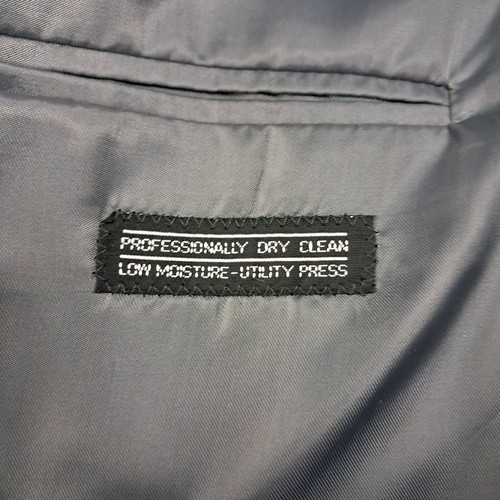 PROFESSIONALLY DRY CLEAN
LOW MOISTURE-UTILITY PRESS